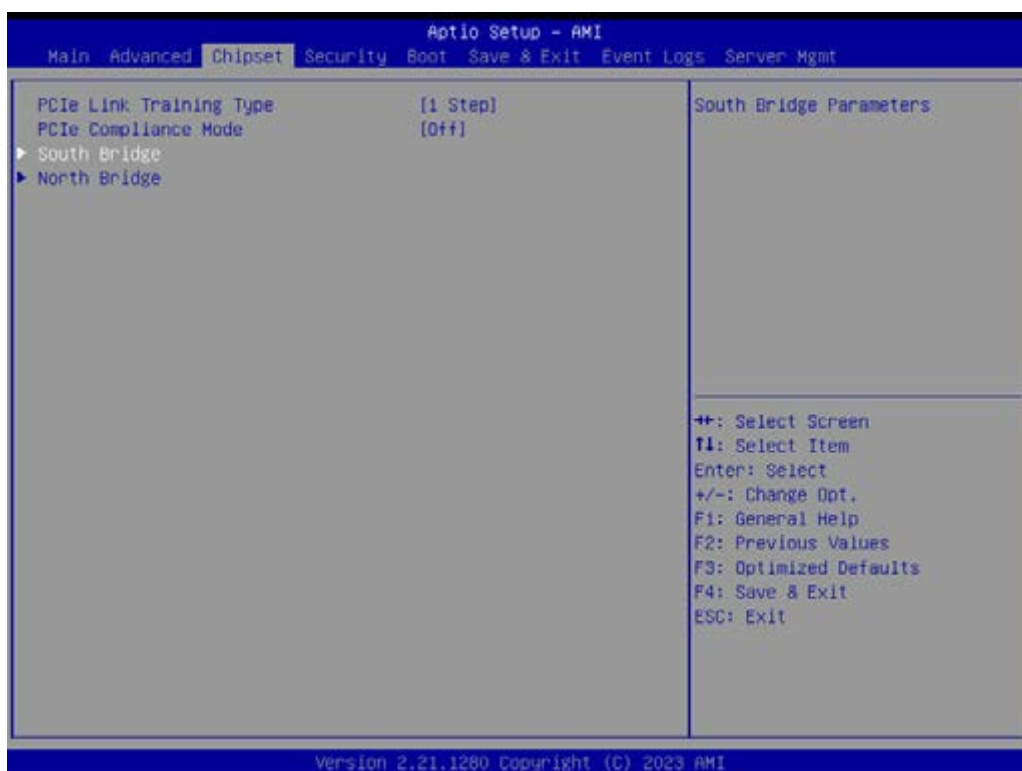 Aptio Setup - AMI
Main Advanced Chipset Security Boot Save & Exit Event Logs Server Mgmt
PCIe Link Training Type [1 Step]
PCIe Compliance Mode [Off]
South Bridge
North Bridge
South Bridge Parameters
→←: Select Screen
↑↓: Select Item
Enter: Select
+/-: Change Opt.
F1: General Help
F2: Previous Values
F3: Optimized Defaults
F4: Save & Exit
ESC: Exit
Version 2.21.1280 Copyright (C) 2023 AMI